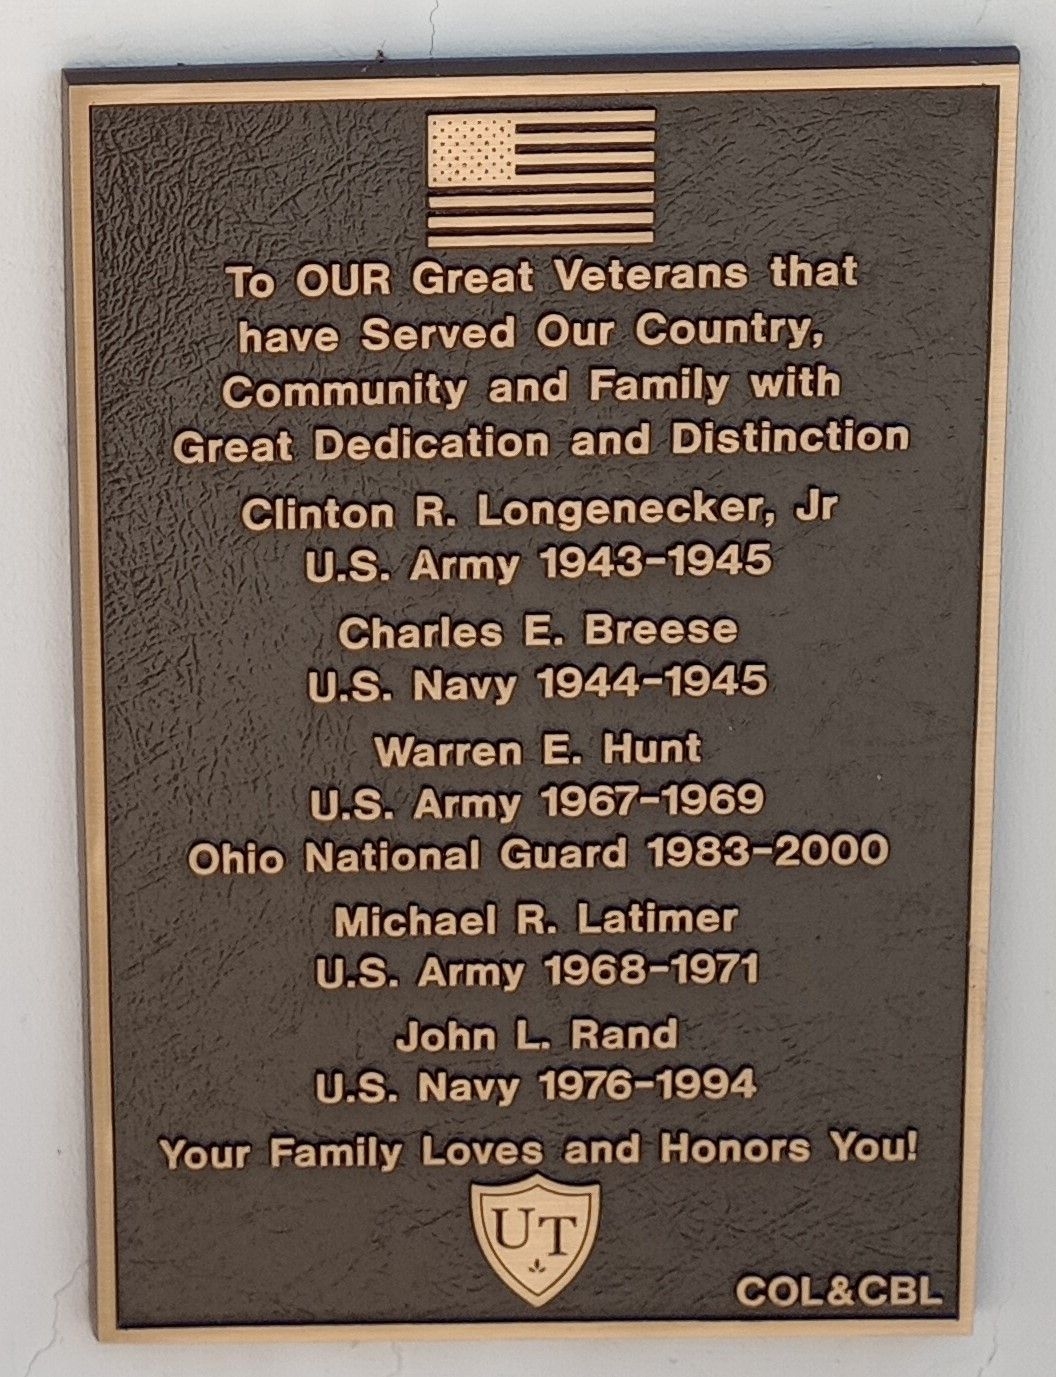 To OUR Great Veterans that
have Served Our Country,
Community and Family with
Great Dedication and Distinction
Clinton R. Longenecker, Jr
U.S. Army 1943-1945
Charles E. Breese
U.S. Navy 1944-1945
Warren E. Hunt
U.S. Army 1967-1969
Ohio National Guard 1983-2000
Michael R. Latimer
U.S. Army 1968-1971
John L. Rand
U.S. Navy 1976-1994
Your Family Loves and Honors You!
UT
COL&CBL